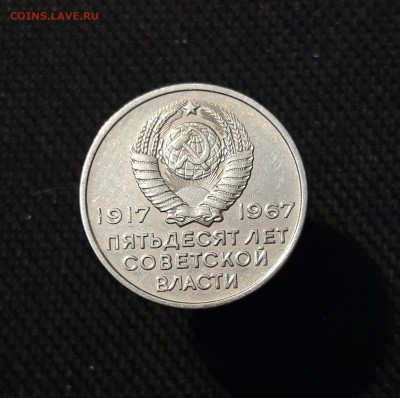 COINS.LAVE.RU
1917 1967
ПЯТЬДЕСЯТ ЛЕТ
СОВЕТСКОЙ
ВЛАСТИ